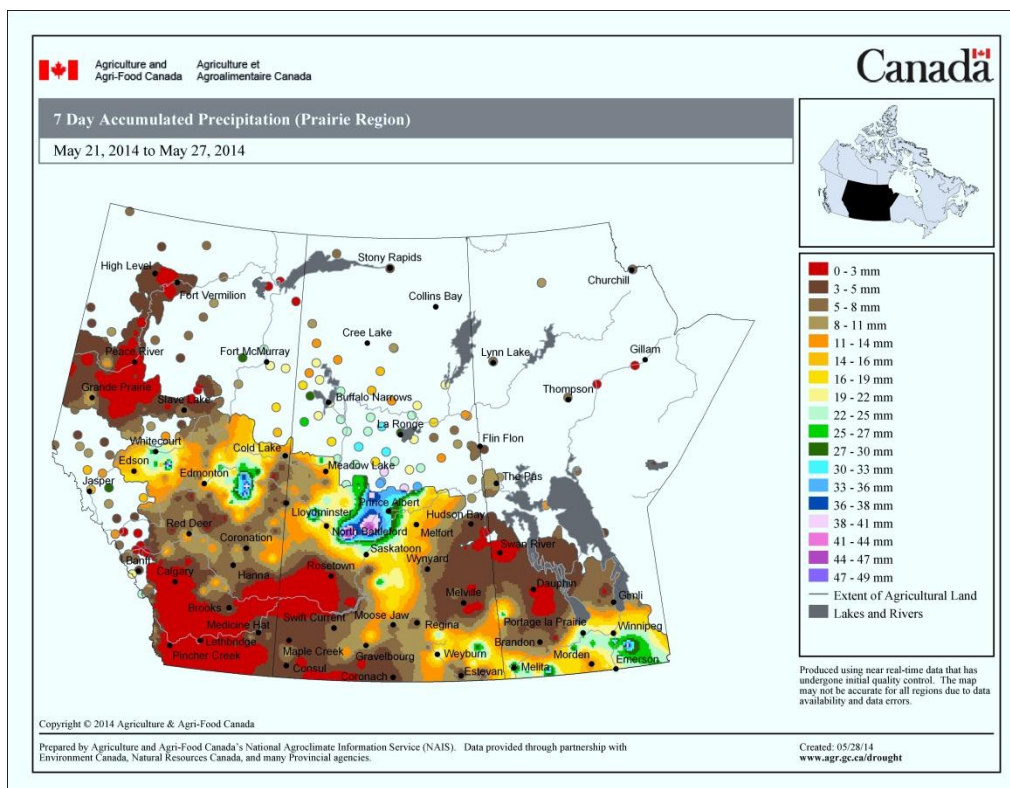 Agriculture and
Agri-Food Canada
Agriculture et
Agroalimentaire Canada
Canada
7 Day Accumulated Precipitation (Prairie Region)
May 21, 2014 to May 27, 2014
High Level
Fort Vermilion
Stony Rapids
Churchill
Collins Bay
Cree Lake
Peace River
Fort McMurray
Lynn Lake
Gillam
Grande Prairie
Slave Lake
Buffalo Narrows
Thompson
La Ronge
Flin Flon
Whitecourt
Cold Lake
Meadow Lake
Edson
Edmonton
The Pas
Jasper
Prince Albert
Lloydminster
Hudson Bay
Red Deer
North Battleford
Melfort
Coronation
Saskatoon
Swan River
Banff
Wynyard
Calgary
Hanna
Rosetown
Dauphin
Melville
Gimli
Brooks
Medicine Hat
Swift Current
Moose Jaw
Regina
Portage la Prairie
Winnipeg
Lethbridge
Brandon
Pincher Creek
Maple Creek
Gravelbourg
Weyburn
Morden
Consul
Coronach
Estevan
Melita
Emerson
0 - 3 mm
3 - 5 mm
5 - 8 mm
8 - 11 mm
11 - 14 mm
14 - 16 mm
16 - 19 mm
19 - 22 mm
22 - 25 mm
25 - 27 mm
27 - 30 mm
30 - 33 mm
33 - 36 mm
36 - 38 mm
38 - 41 mm
41 - 44 mm
44 - 47 mm
47 - 49 mm
Extent of Agricultural Land
Lakes and Rivers
Produced using near real-time data that has
undergone initial quality control. The map
may not be accurate for all regions due to data
availability and data errors.
Copyright © 2014 Agriculture & Agri-Food Canada
Prepared by Agriculture and Agri-Food Canada's National Agroclimate Information Service (NAIS). Data provided through partnership with
Environment Canada, Natural Resources Canada, and many Provincial agencies.
Created: 05/28/14
www.agr.gc.ca/drought